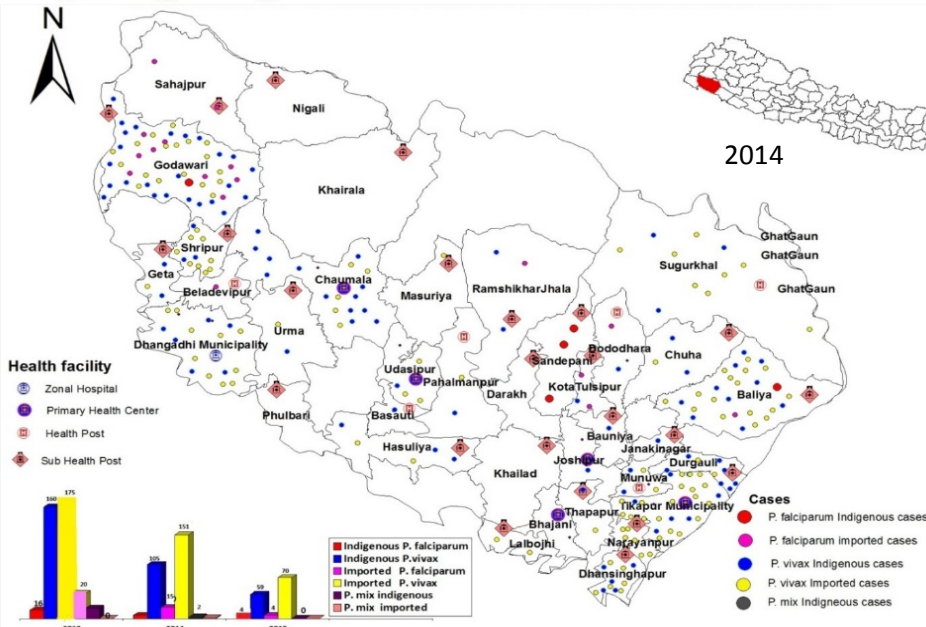 N
2014
Sahajpur
Nigali
Godawari
Khairala
Shripur
Geta
Beladevipur
Chaumala
Masuriya
RamshikharJhala
Sugurkhal
GhatGaun
GhatGaun
GhatGaun
Urma
Dhangadhi Municipality
Sandepani
Bododhara
Chuha
Udasipur
Pahalmanpur
Darakh
KotaTulsipur
Baliya
Phulbari
Basauti
Hasuliya
Bauniya
Janakinagar
Khailad
Joshipur
Durgauli
Munuwa
Thapapur
Tikapur Municipality
Bhajani
Lalbojhi
Narayanpur
Dhansinghapur
Health facility
Zonal Hospital
Primary Health Center
Health Post
Sub Health Post
160
175
16
20
0
105
151
15
2
59
70
4
4
0
Indigenous P. falciparum
Indigenous P.vivax
Imported P. falciparum
Imported P. vivax
P. mix indigenous
P. mix imported
Cases
P. falciparum Indigenous cases
P. falciparum imported cases
P. vivax Indigenous cases
P. vivax Imported cases
P. mix Indigneous cases